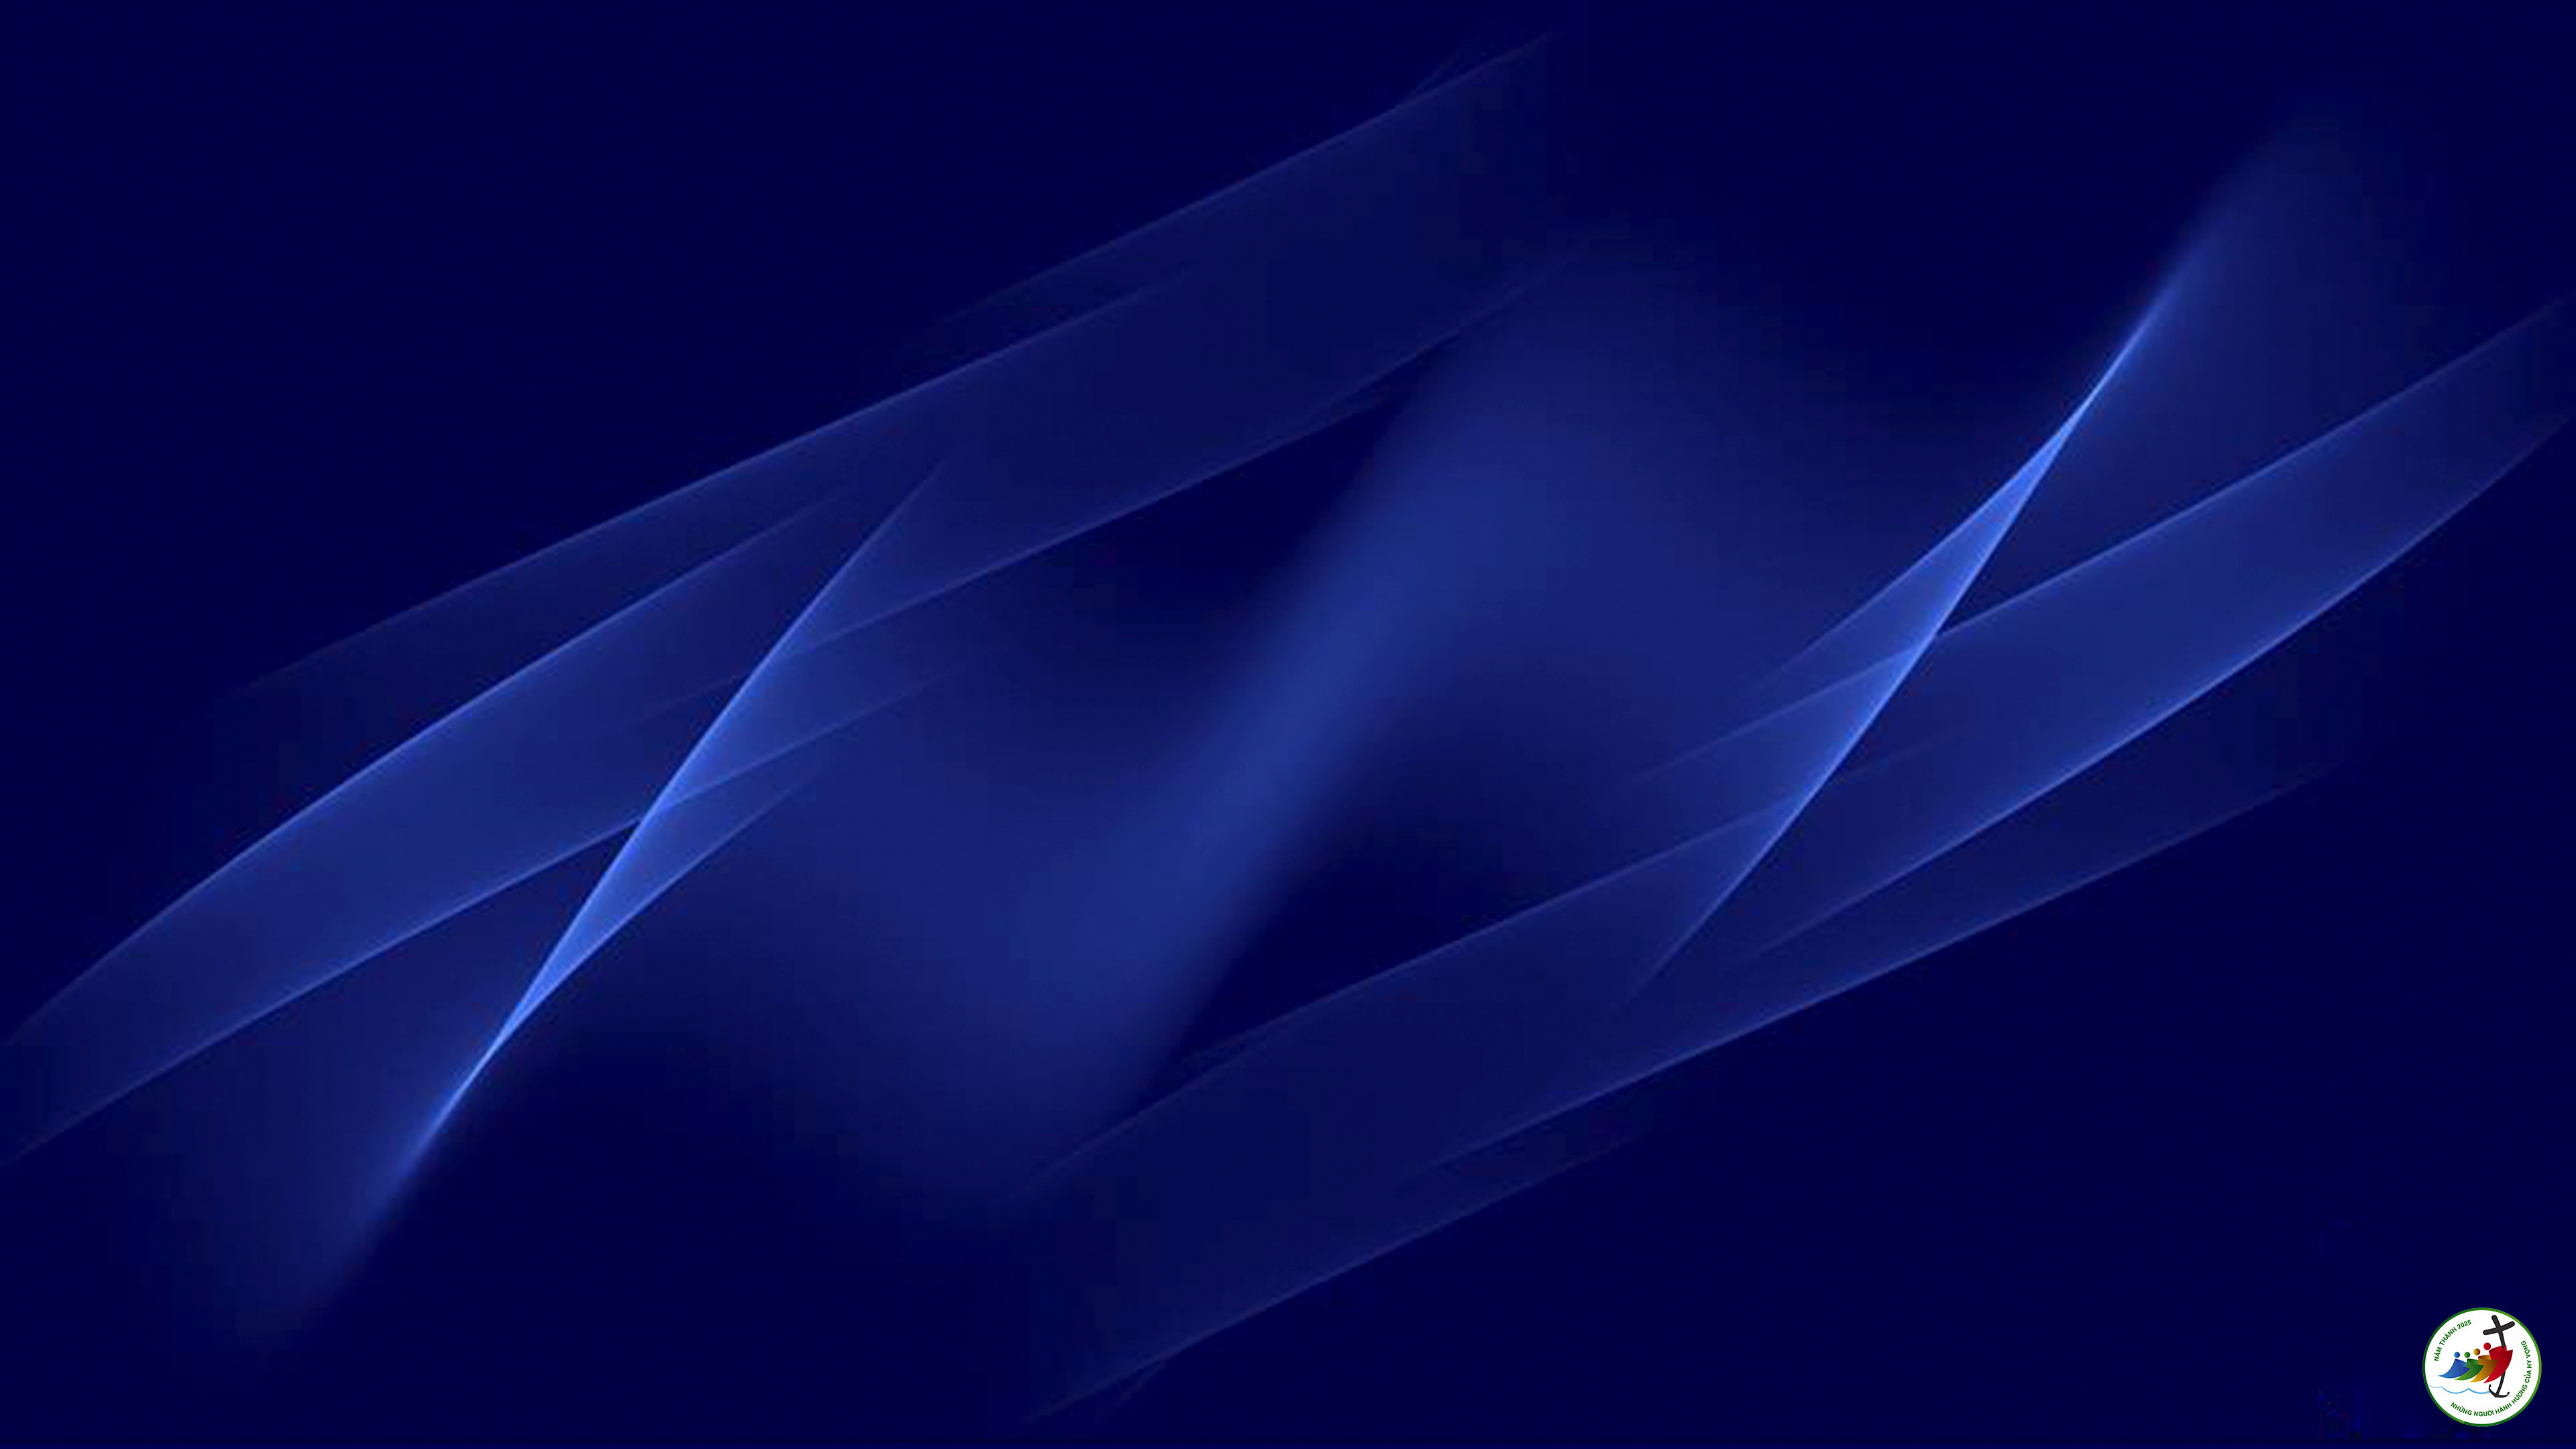 NĂM THÁNH 2025
NHỮNG NGƯỜI HÀNH HƯƠNG CỦA HY VỌNG